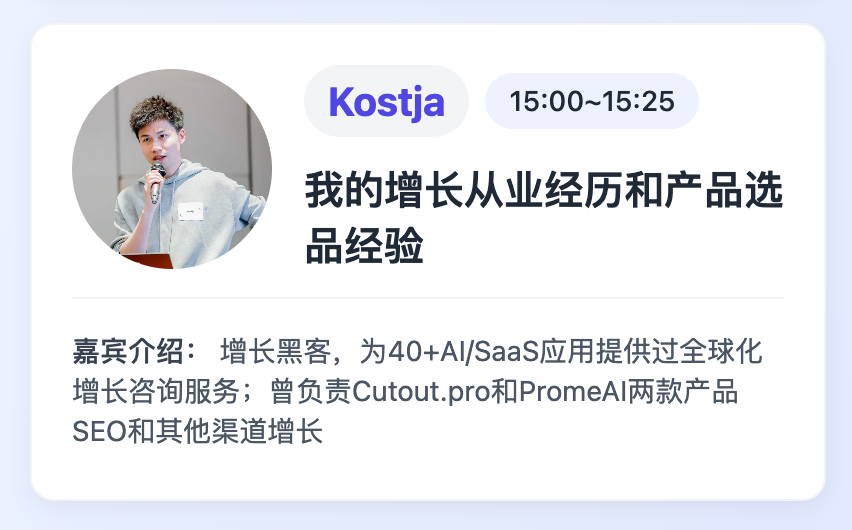 Kostja
15:00~15:25
我的增长从业经历和产品选
品经验
嘉宾介绍： 增长黑客，为40+AI/SaaS应用提供过全球化
增长咨询服务；曾负责Cutout.pro和PromeAI两款产品
SEO和其他渠道增长